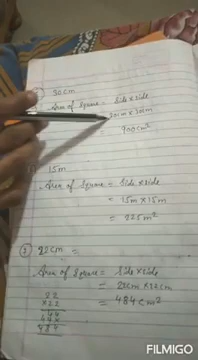 30cm
Area of Square = Side x side
30cm x 30cm
= 900cm²
15m
Area of Square = Side x side
= 15m x 15m
= 225m²
22cm =
Area of Square = Side x side
= 22cm x 22cm
= 484cm²
22
x22
44
44x
484
FILMIGO